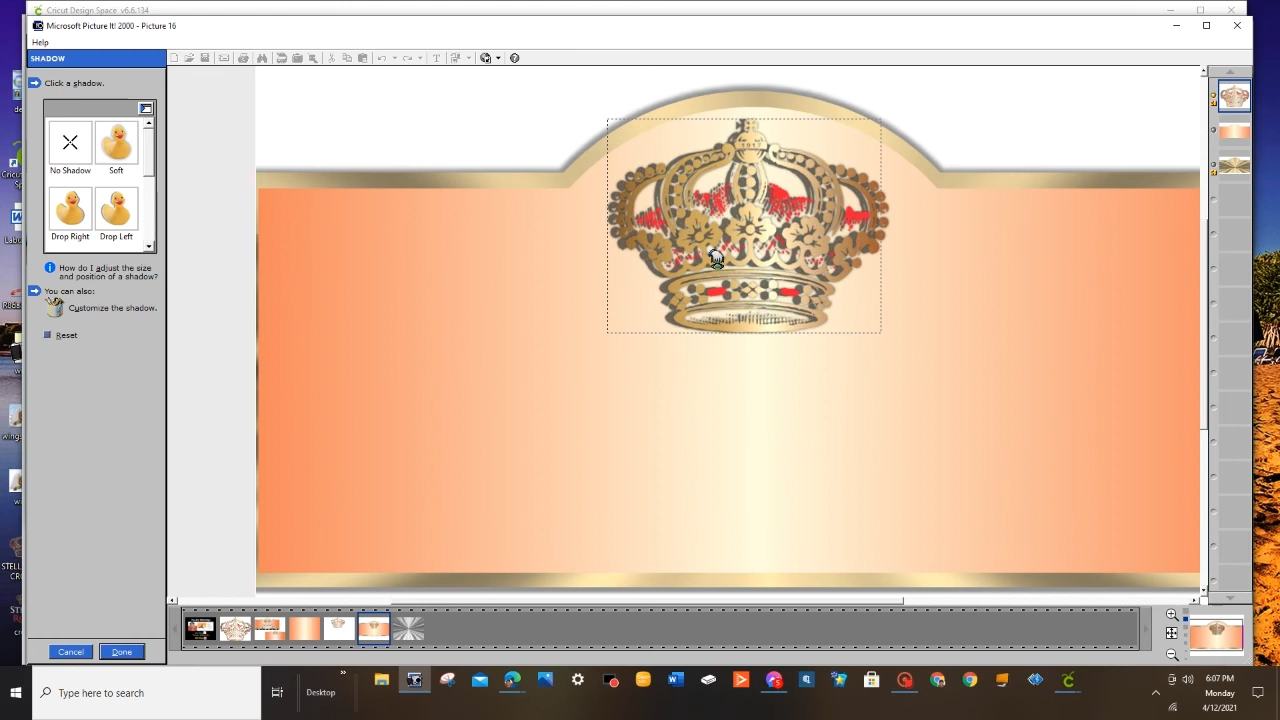 Cricut Design Space v6.6.134
Microsoft Picture It! 2000 - Picture 16
Help
SHADOW
Click a shadow.
No Shadow
Soft
Drop Right
Drop Left
How do I adjust the size
and position of a shadow?
You can also:
Customize the shadow.
Reset
1917
Cancel
Done
Type here to search
Desktop
6:07 PM
Monday
4/12/2021